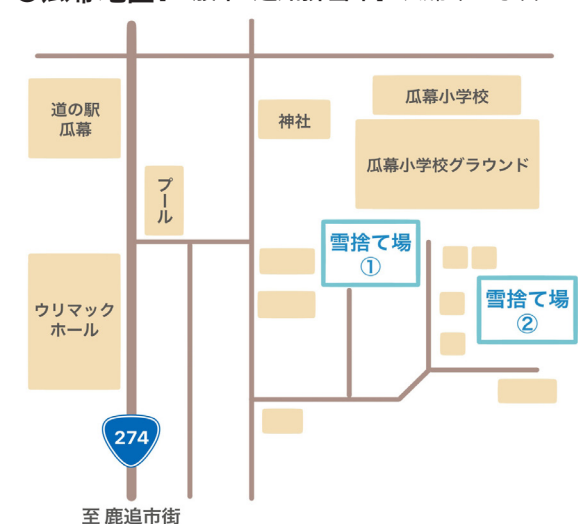 道の駅
瓜幕
神社
瓜幕小学校
瓜幕小学校グラウンド
プール
雪捨て場
①
雪捨て場
②
ウリマック
ホール
274
至 鹿追市街